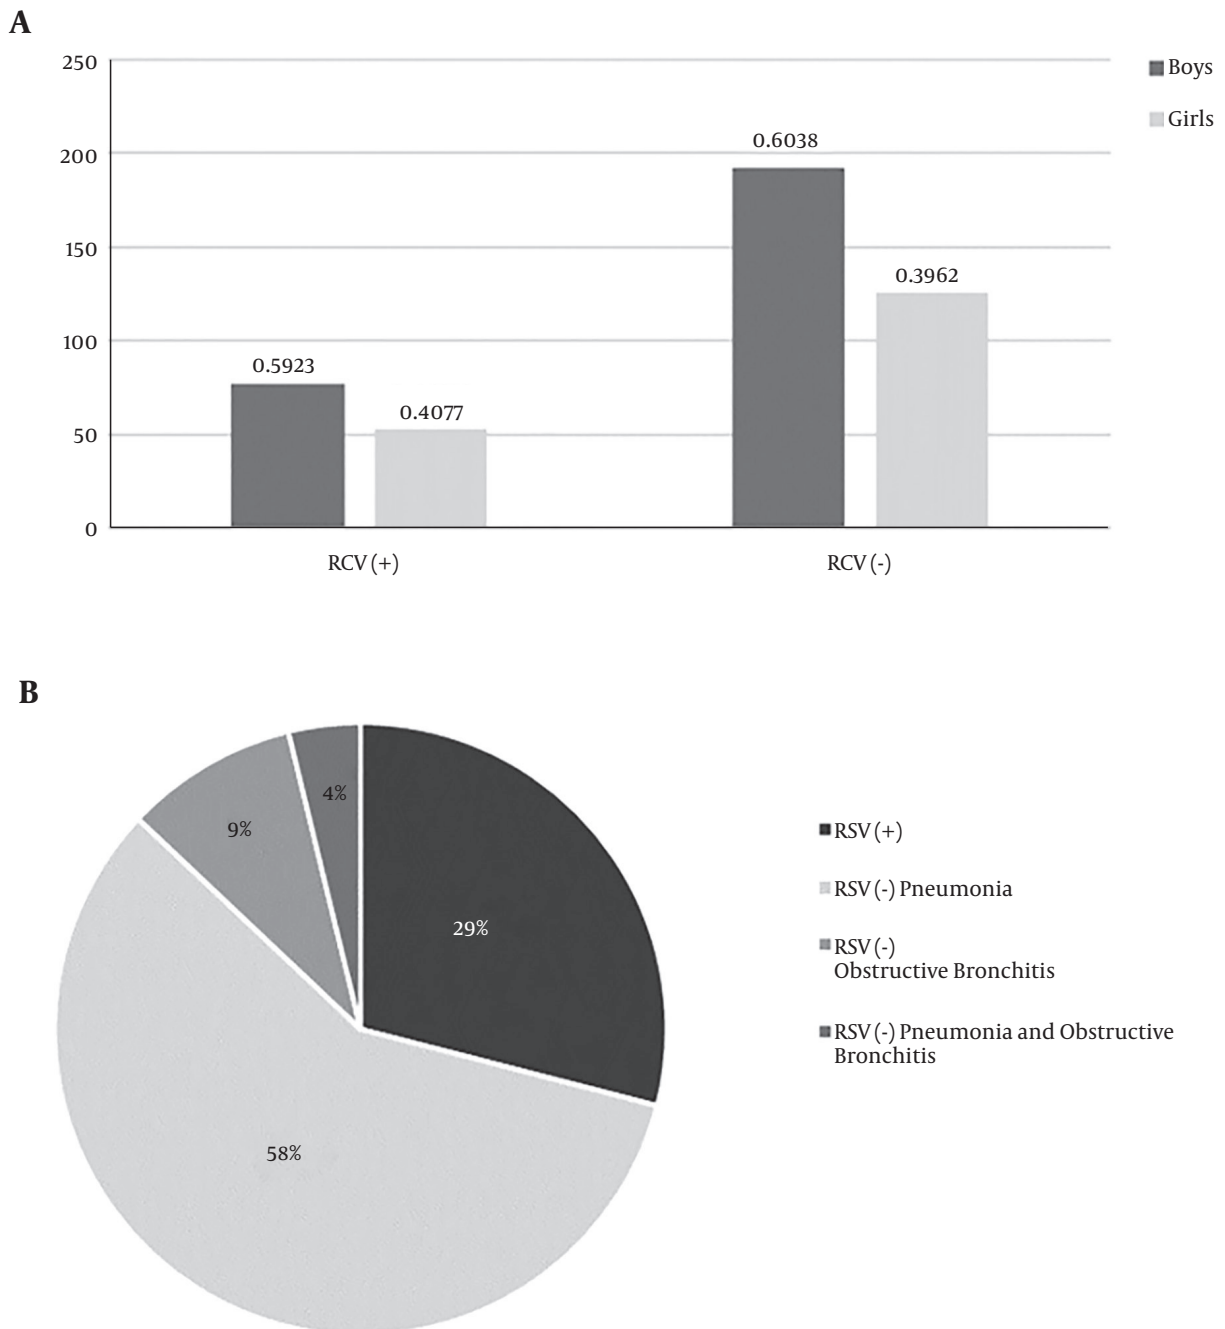 A
250
200
150
100
50
0
0.5923
0.4077
0.6038
0.3962
RCV (+)
RCV (-)
Boys
Girls
B
4%
9%
29%
58%
RSV (+)
RSV (-) Pneumonia
RSV (-)
Obstructive Bronchitis
RSV (-) Pneumonia and Obstructive
Bronchitis